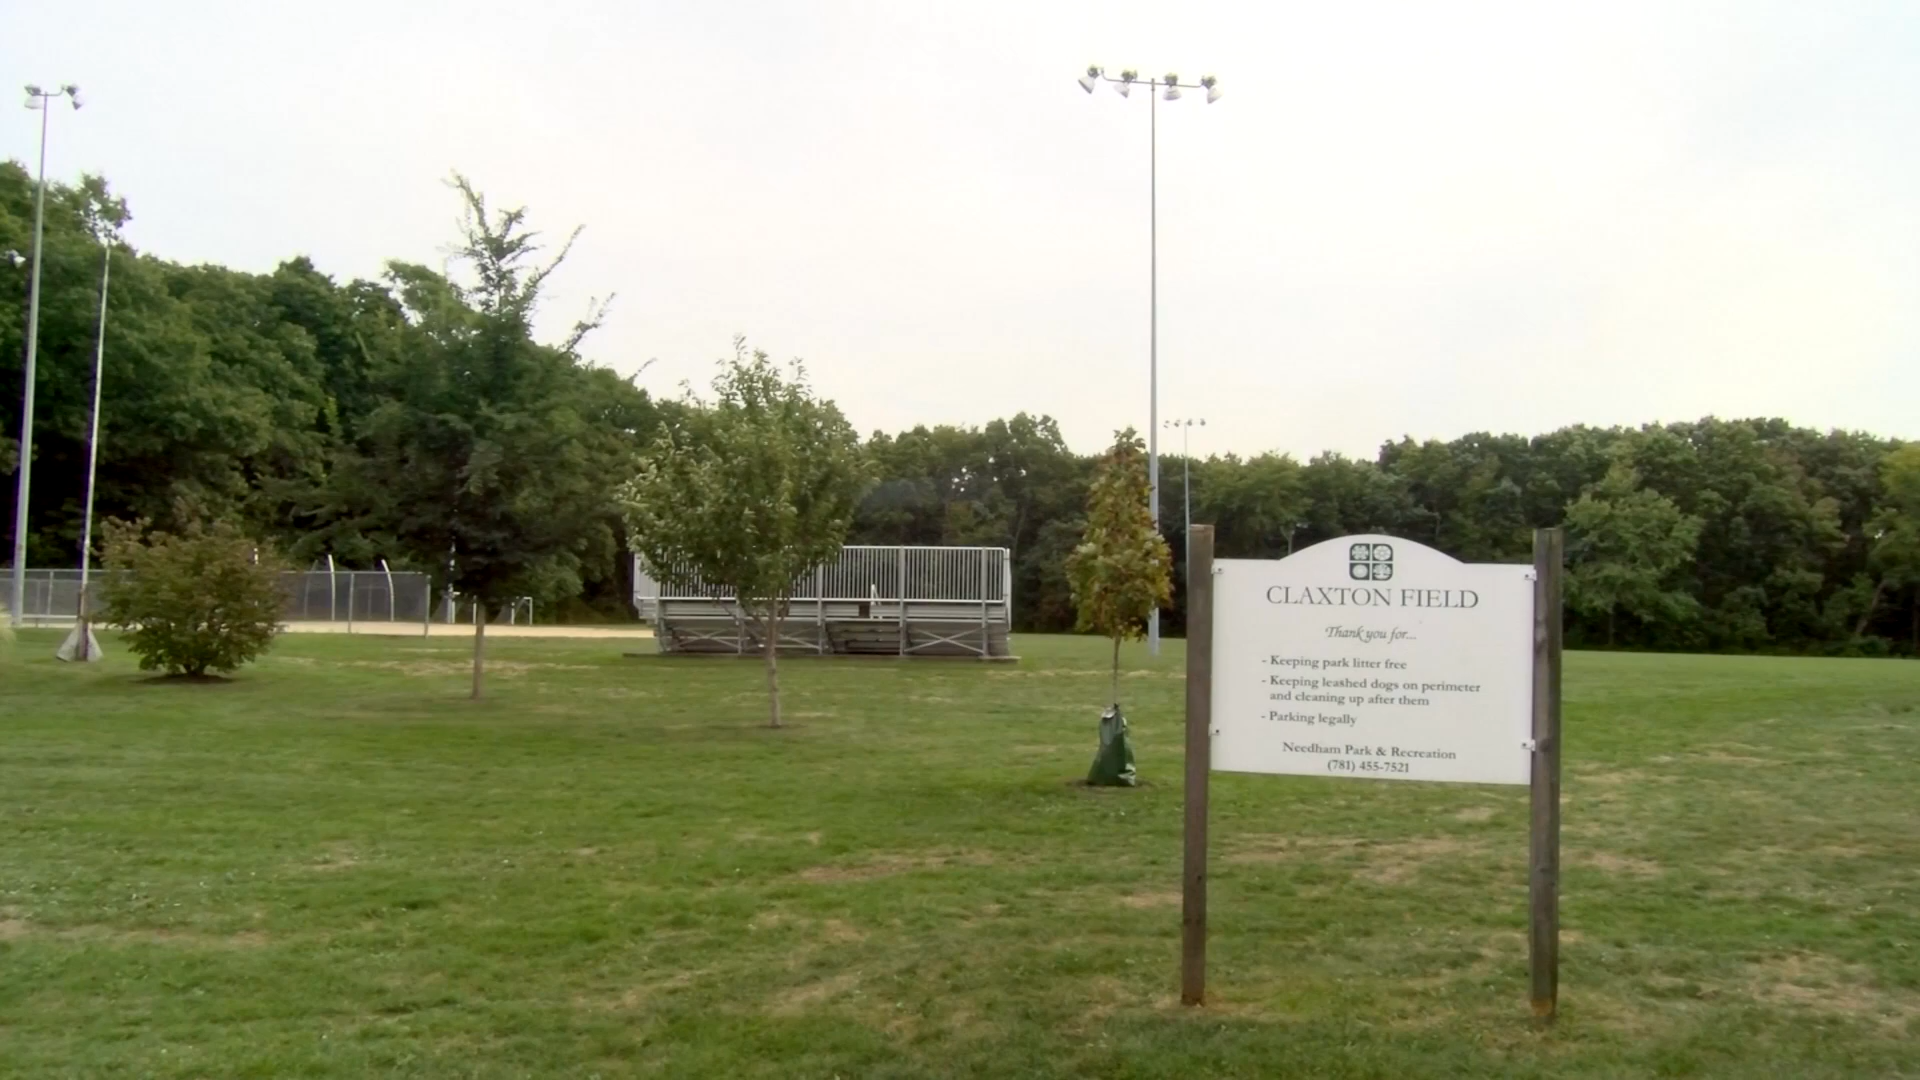 CLAXTON FIELD
Thank you for...
- Keeping park litter free
- Keeping leashed dogs on perimeter
and cleaning up after them
- Parking legally
Needham Park & Recreation
(781) 455-7521